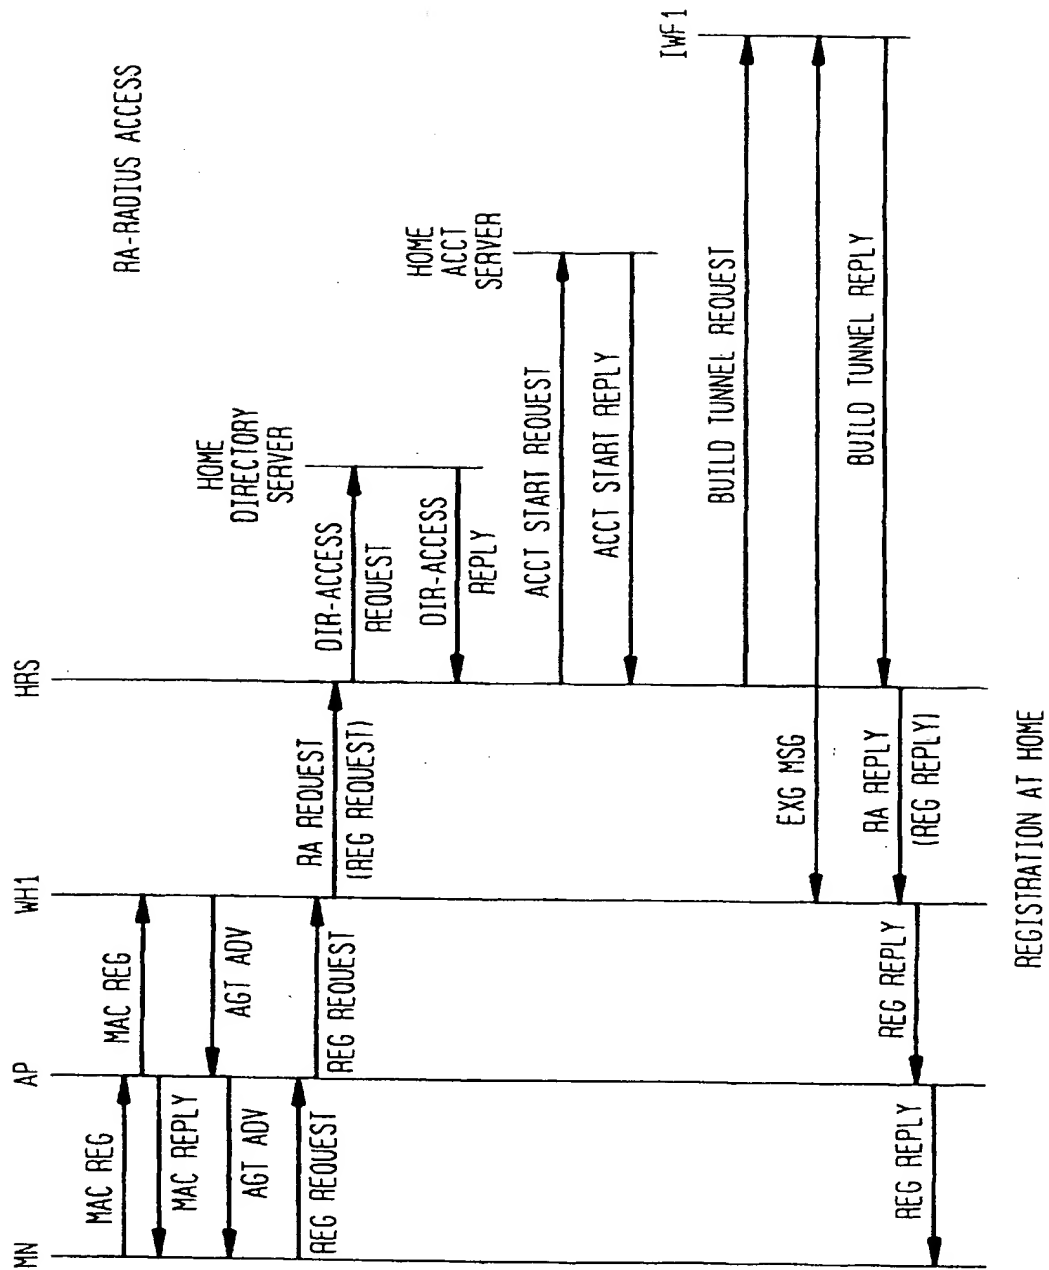 RA-RADIUS ACCESS
MN
AP
WH1
HRS
HOME
DIRECTORY
SERVER
HOME
ACCT
SERVER
IWF1
MAC REG
MAC REG
MAC REPLY
AGT ADV
AGT ADV
REG REQUEST
REG REQUEST
RA REQUEST
(REG REQUEST)
DIR-ACCESS
REQUEST
DIR-ACCESS
REPLY
ACCT START REQUEST
ACCT START REPLY
BUILD TUNNEL REQUEST
EXG MSG
BUILD TUNNEL REPLY
RA REPLY
(REG REPLY)
REG REPLY
REG REPLY
REGISTRATION AT HOME